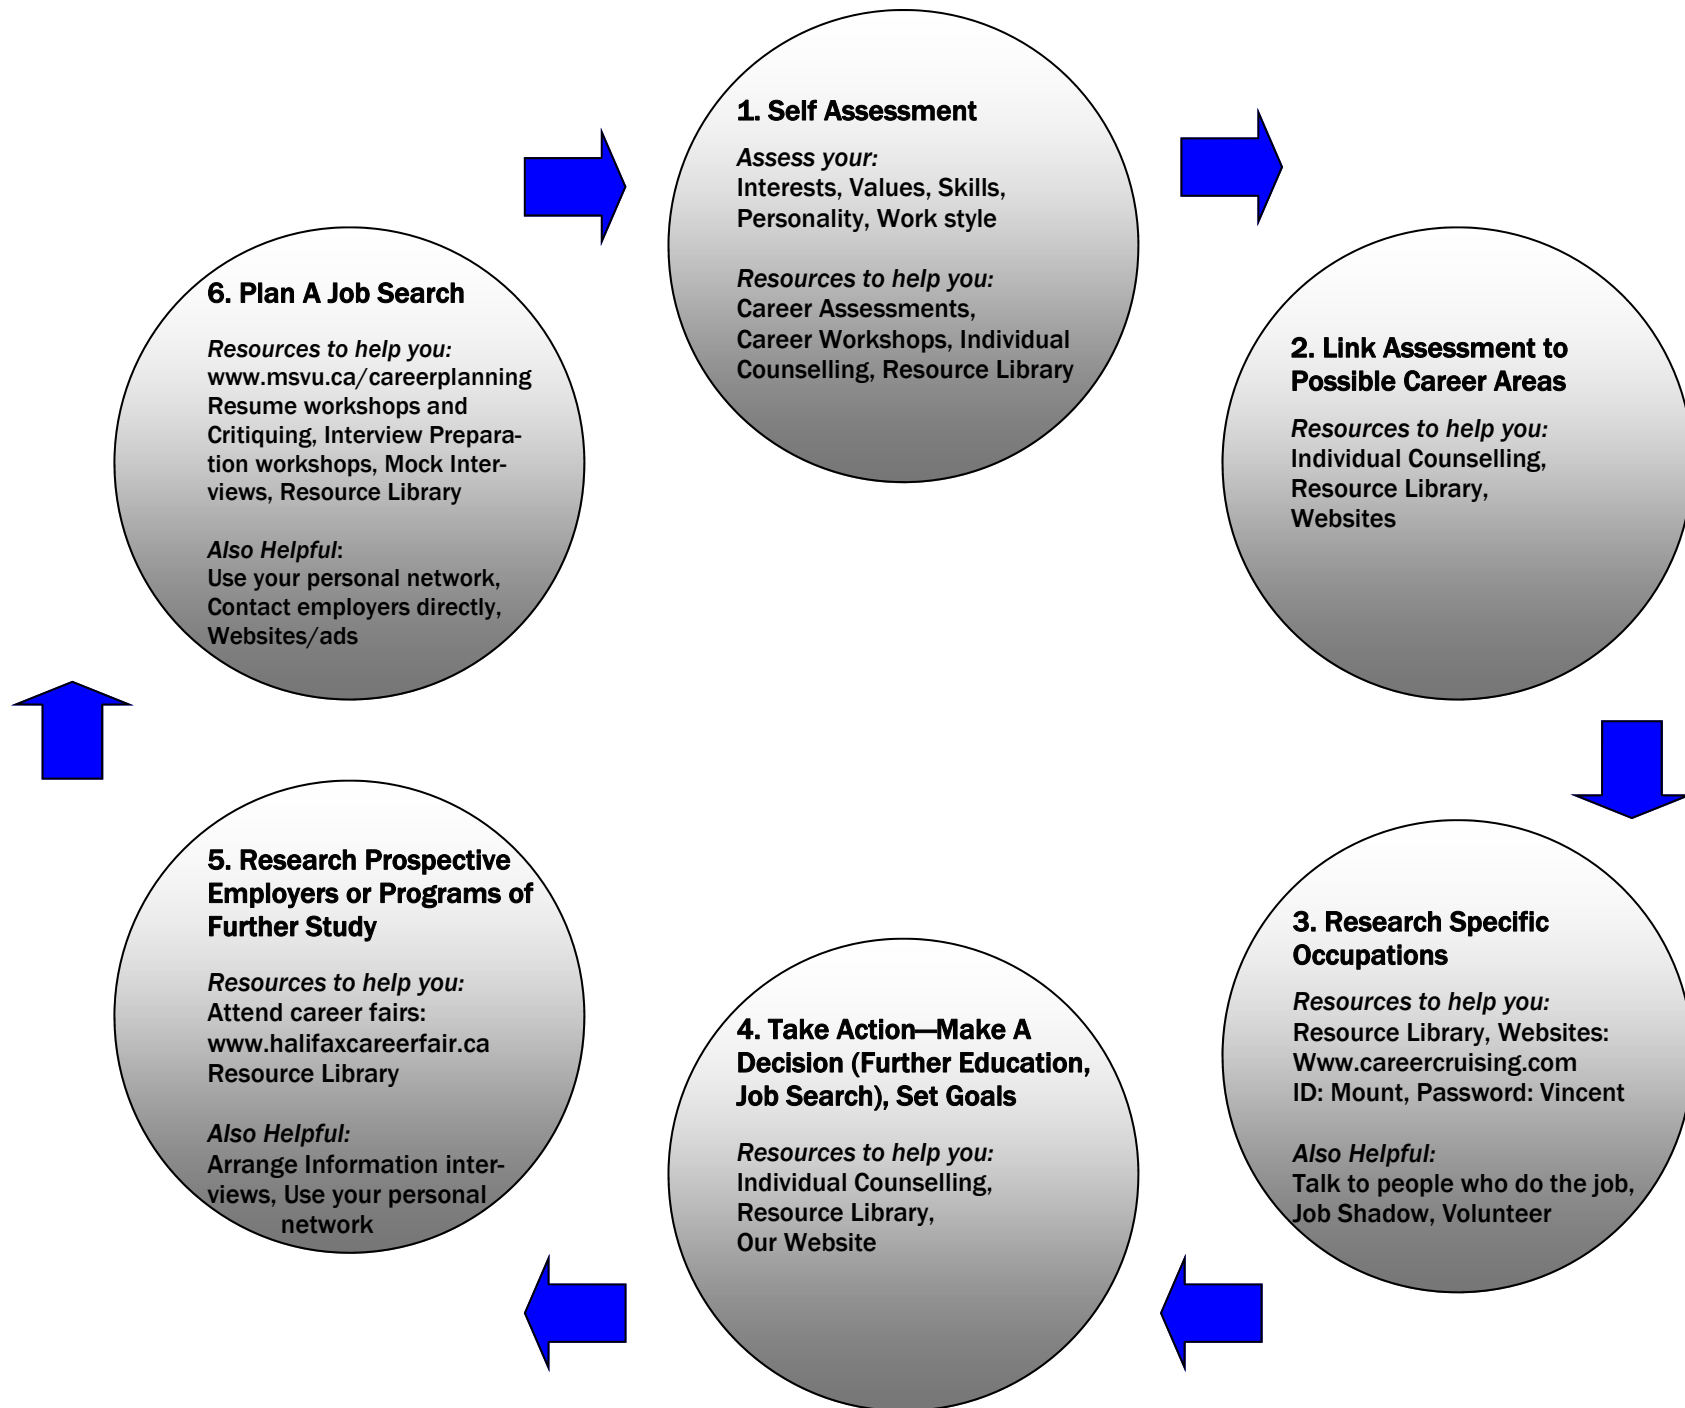 1. Self Assessment
Assess your:
Interests, Values, Skills,
Personality, Work style
Resources to help you:
Career Assessments,
Career Workshops, Individual
Counselling, Resource Library
2. Link Assessment to
Possible Career Areas
Resources to help you:
Individual Counselling,
Resource Library,
Websites
3. Research Specific
Occupations
Resources to help you:
Resource Library, Websites:
Www.careercruising.com
ID: Mount, Password: Vincent
Also Helpful:
Talk to people who do the job,
Job Shadow, Volunteer
4. Take Action—Make A
Decision (Further Education,
Job Search), Set Goals
Resources to help you:
Individual Counselling,
Resource Library,
Our Website
5. Research Prospective
Employers or Programs of
Further Study
Resources to help you:
Attend career fairs:
www.halifaxcareerfair.ca
Resource Library
Also Helpful:
Arrange Information inter-
views, Use your personal
network
6. Plan A Job Search
Resources to help you:
www.msvu.ca/careerplanning
Resume workshops and
Critiquing, Interview Prepara-
tion workshops, Mock Inter-
views, Resource Library
Also Helpful:
Use your personal network,
Contact employers directly,
Websites/ads